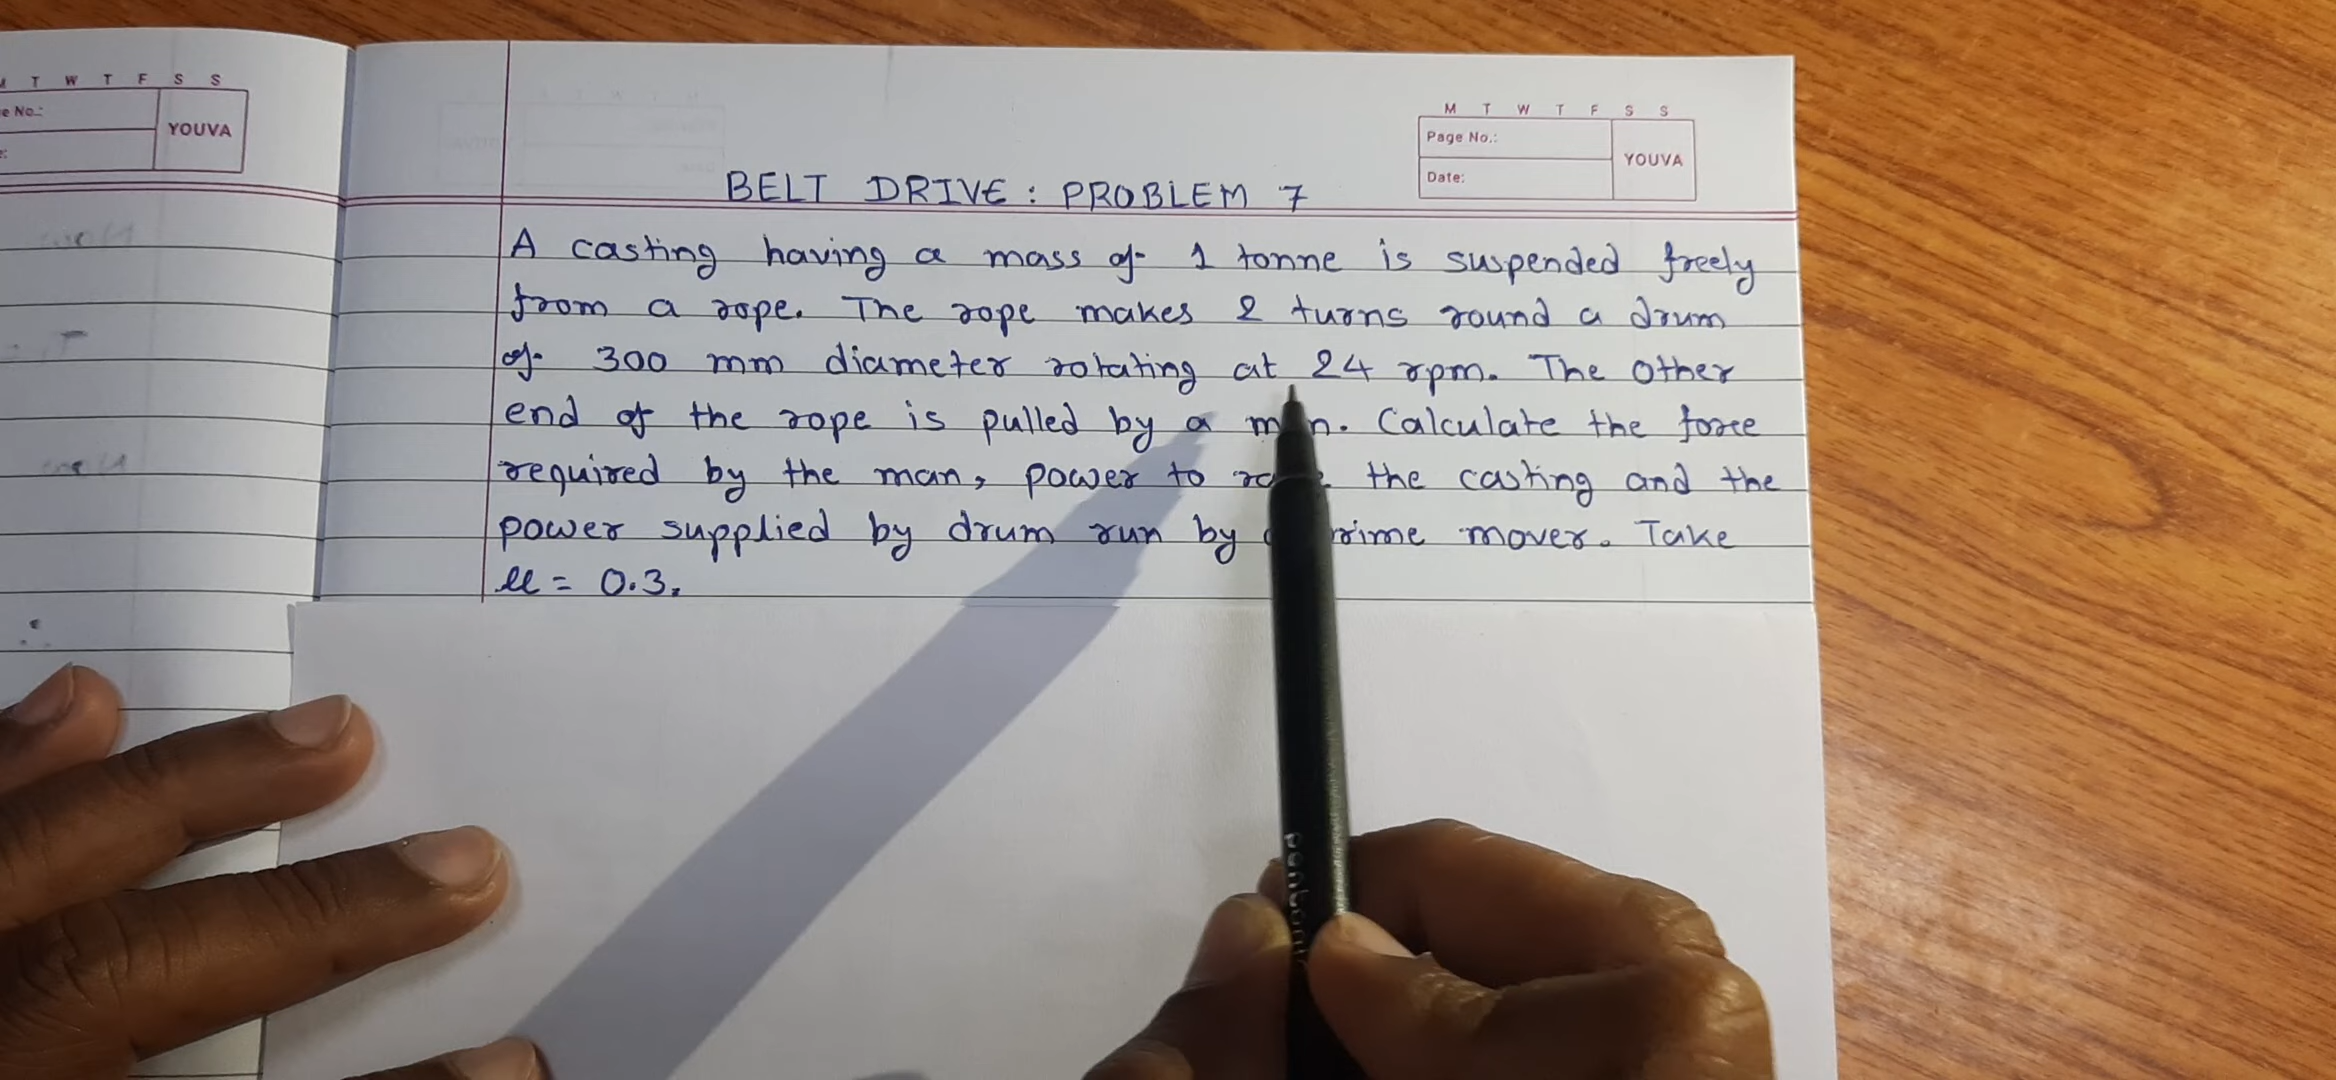 M T W T F S S
e No.:
YOUVA
M T W T F S S
Page No.:
YOUVA
Date:
BELT DRIVE : PROBLEM 7
A casting having a mass of 1 tonne is suspended freely
from a rope. The rope makes 2 turns round a drum
of 300 mm diameter rotating at 24 rpm. The other
end of the rope is pulled by a man. Calculate the force
required by the man, power to the casting and the
power supplied by drum run by prime mover. Take
μ = 0.3.